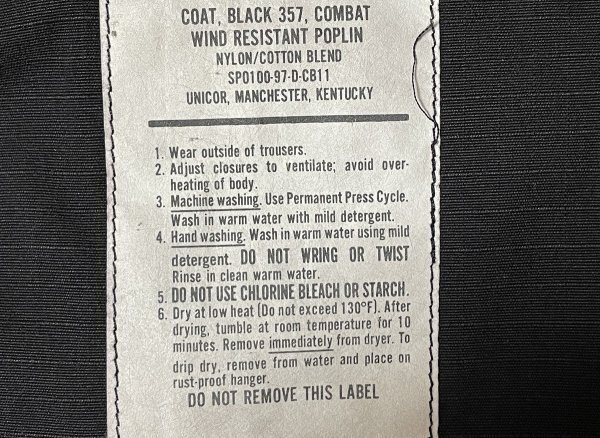 COAT, BLACK 357, COMBAT
WIND RESISTANT POPLIN
NYLON/COTTON BLEND
SPO100-97-D-CB11
UNICOR, MANCHESTER, KENTUCKY
1. Wear outside of trousers.
2. Adjust closures to ventilate; avoid over-
heating of body.
3. Machine washing. Use Permanent Press Cycle.
Wash in warm water with mild detergent.
4. Hand washing. Wash in warm water using mild
detergent. DO NOT WRING OR TWIST
Rinse in clean warm water.
5. DO NOT USE CHLORINE BLEACH OR STARCH.
6. Dry at low heat (Do not exceed 130°F). After
drying, tumble at room temperature for 10
minutes. Remove immediately from dryer. To
drip dry, remove from water and place on
rust-proof hanger.
DO NOT REMOVE THIS LABEL